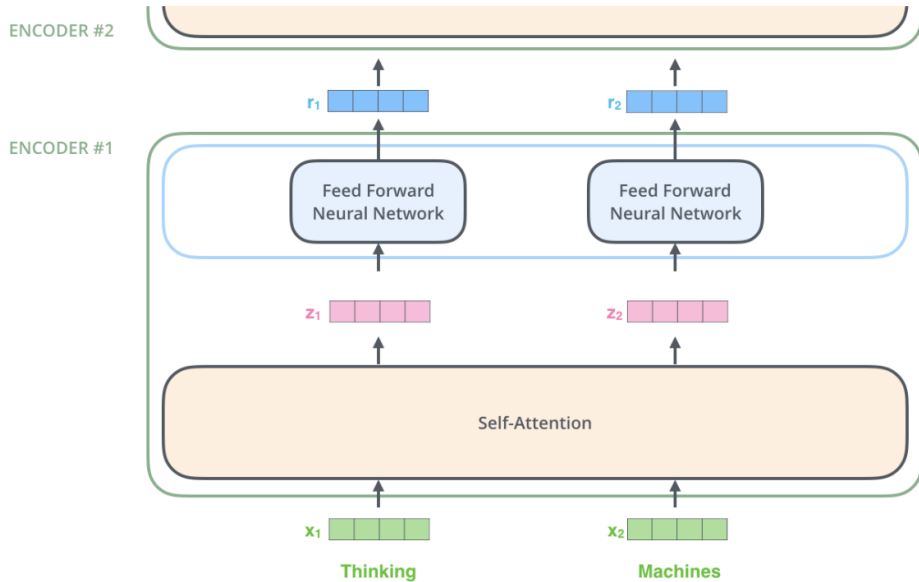 ENCODER #2
r₁
r₂
ENCODER #1
Feed Forward
Neural Network
Feed Forward
Neural Network
z₁
z₂
Self-Attention
x₁
x₂
Thinking
Machines